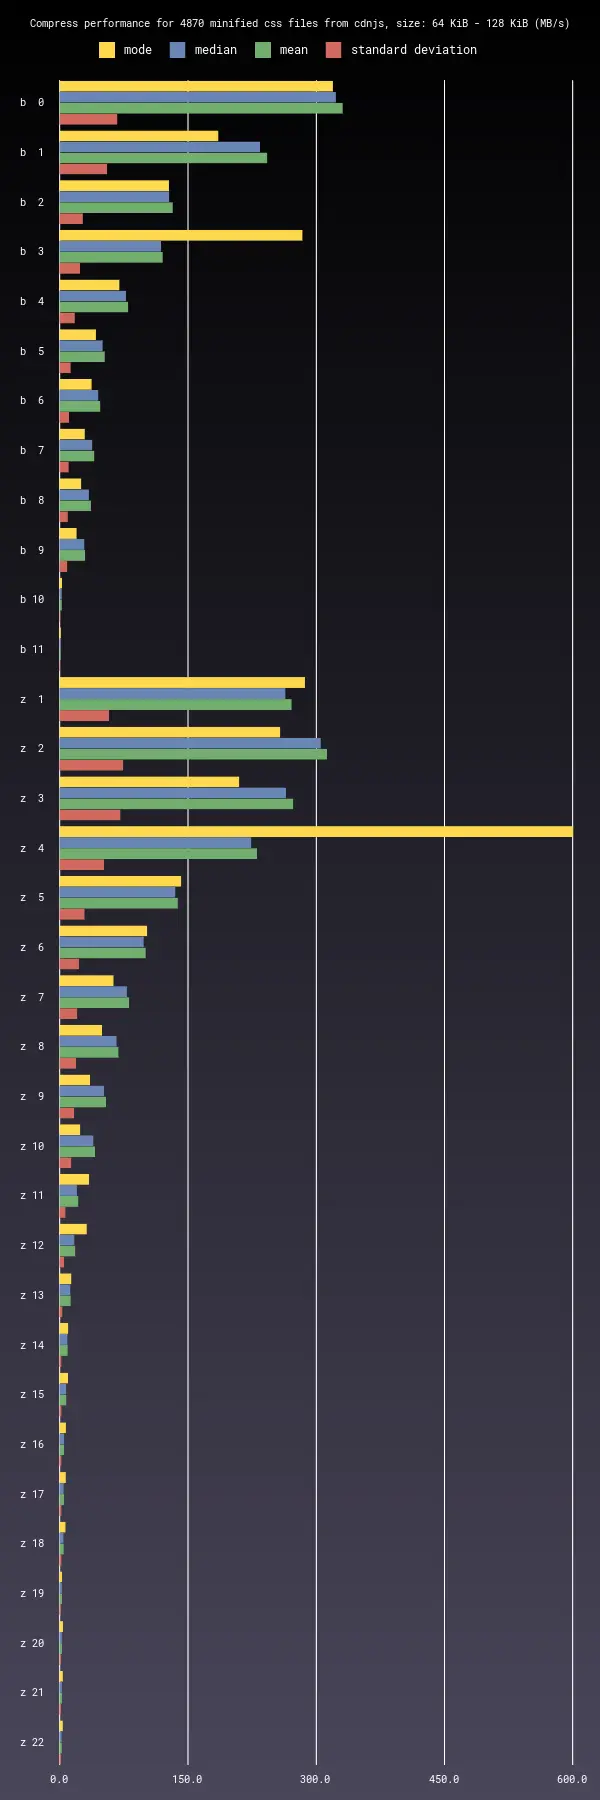 Compress performance for 4870 minified css files from cdnjs, size: 64 KiB - 128 KiB (MB/s)
mode median mean standard deviation
b 0
b 1
b 2
b 3
b 4
b 5
b 6
b 7
b 8
b 9
b 10
b 11
z 1
z 2
z 3
z 4
z 5
z 6
z 7
z 8
z 9
z 10
z 11
z 12
z 13
z 14
z 15
z 16
z 17
z 18
z 19
z 20
z 21
z 22
0.0 150.0 300.0 450.0 600.0